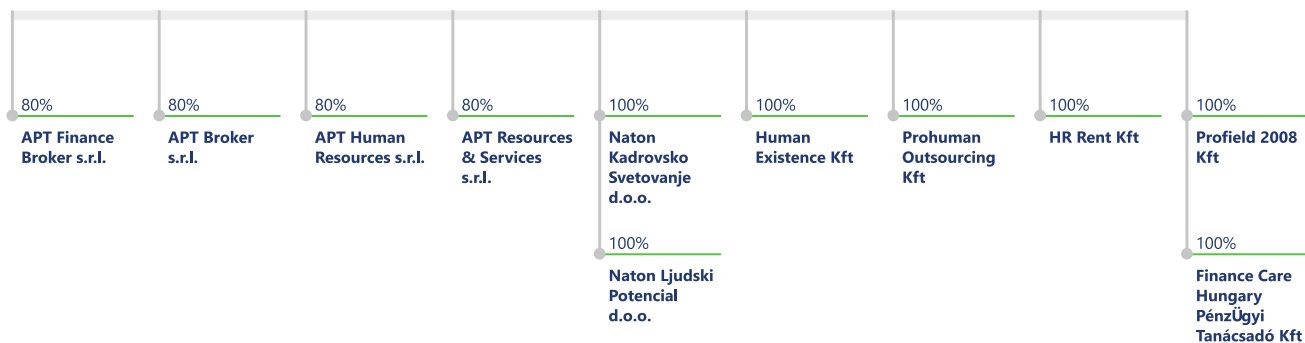 80%
APT Finance
Broker s.r.l.
80%
APT Broker
s.r.l.
80%
APT Human
Resources s.r.l.
80%
APT Resources
& Services
s.r.l.
100%
Naton
Kadrovsko
Svetovanje
d.o.o.
100%
Naton Ljudski
Potencial
d.o.o.
100%
Human
Existence Kft
100%
Prohuman
Outsourcing
Kft
100%
HR Rent Kft
100%
Profield 2008
Kft
100%
Finance Care
Hungary
PénzÜgyi
Tanácsadó Kft